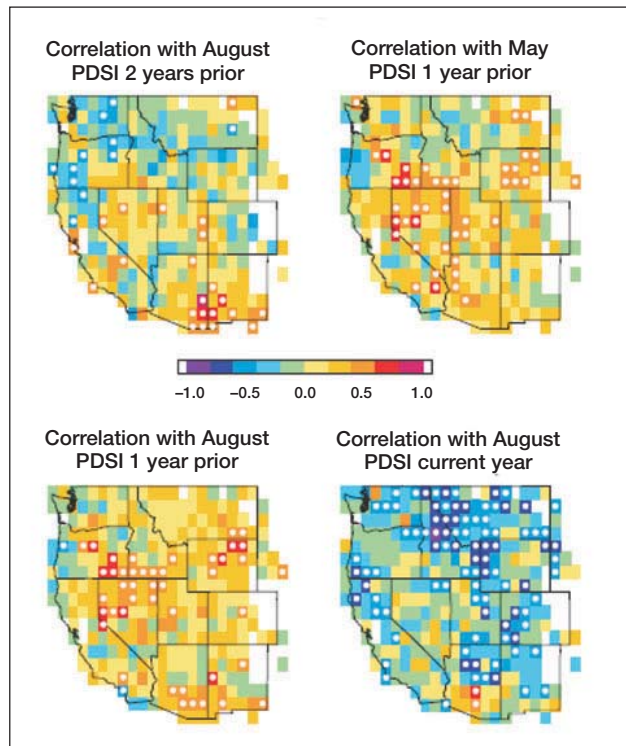 Correlation with August
PDSI 2 years prior
Correlation with May
PDSI 1 year prior
–1.0 –0.5 0.0 0.5 1.0
Correlation with August
PDSI 1 year prior
Correlation with August
PDSI current year